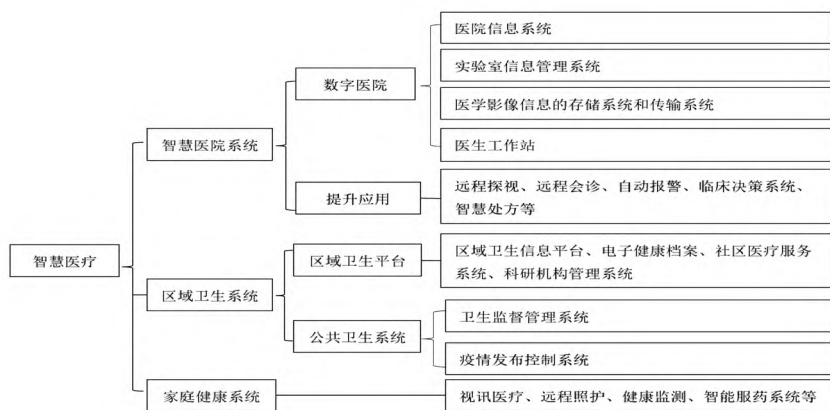 智慧医疗
智慧医院系统
数字医院
医院信息系统
实验室信息管理系统
医学影像信息的存储系统和传输系统
医生工作站
提升应用
远程探视、远程会诊、自动报警、临床决策系统、
智慧处方等
区域卫生系统
区域卫生平台
区域卫生信息平台、电子健康档案、社区医疗服务
系统、科研机构管理系统
公共卫生系统
卫生监督管理系统
疫情发布控制系统
家庭健康系统
视讯医疗、远程照护、健康监测、智能服药系统等